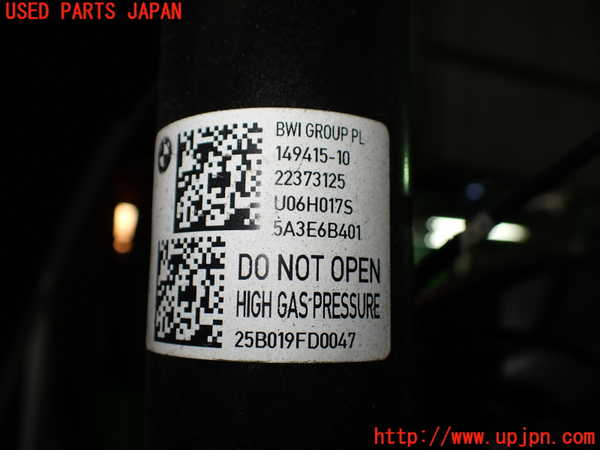 USED PARTS JAPAN
BWI GROUP PL
149415-10
22373125
U06H017S
5A3E6B401
DO NOT OPEN
HIGH GAS PRESSURE
25B019FD0047
http://www.upjpn.com/